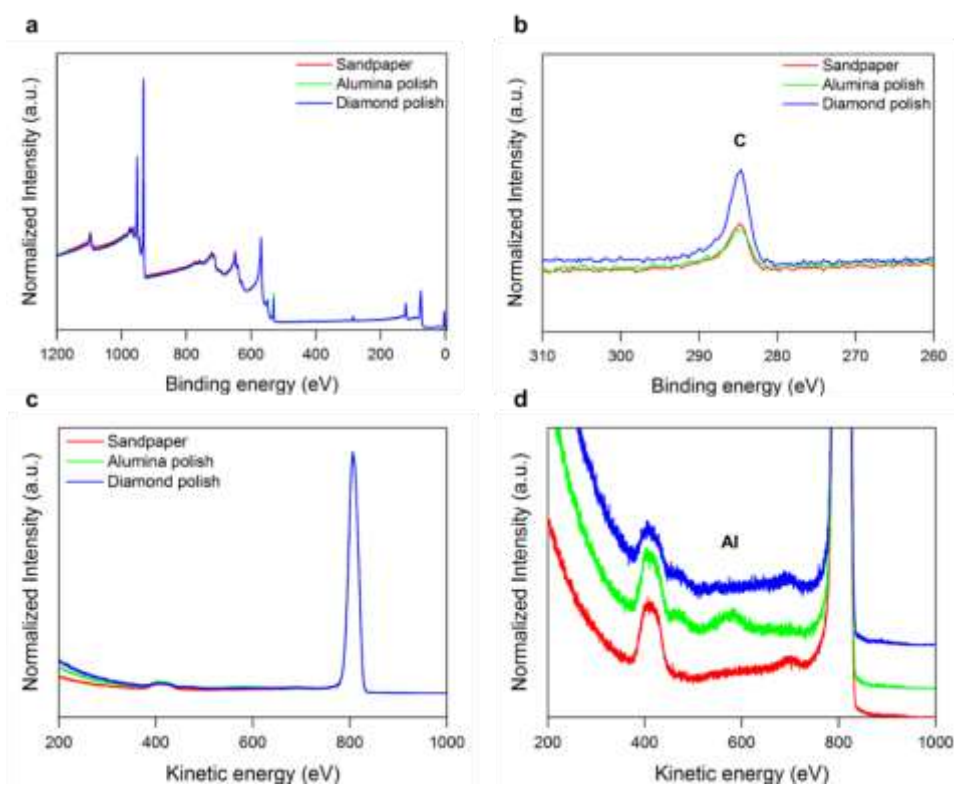 a
Normalized Intensity (a.u.)
Sandpaper
Alumina polish
Diamond polish
1200 1000 800 600 400 200 0
Binding energy (eV)
b
Normalized Intensity (a.u.)
Sandpaper
Alumina polish
Diamond polish
C
310 300 290 280 270 260
Binding energy (eV)
c
Normalized Intensity (a.u.)
Sandpaper
Alumina polish
Diamond polish
200 400 600 800 1000
Kinetic energy (eV)
d
Normalized Intensity (a.u.)
Al
200 400 600 800 1000
Kinetic energy (eV)